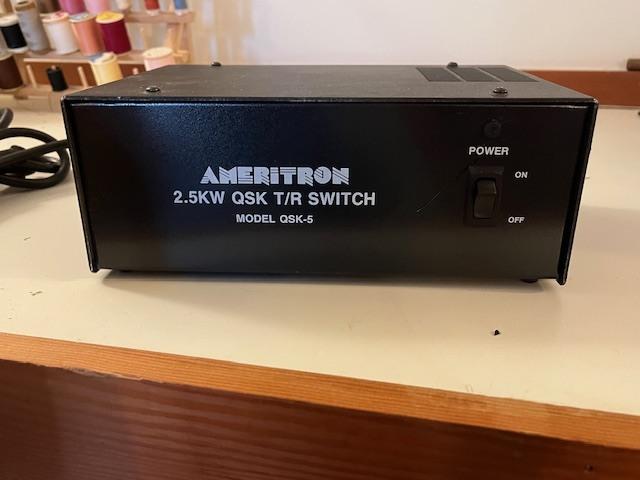 AMERITRON
2.5KW QSK T/R SWITCH
MODEL QSK-5
POWER
ON
OFF